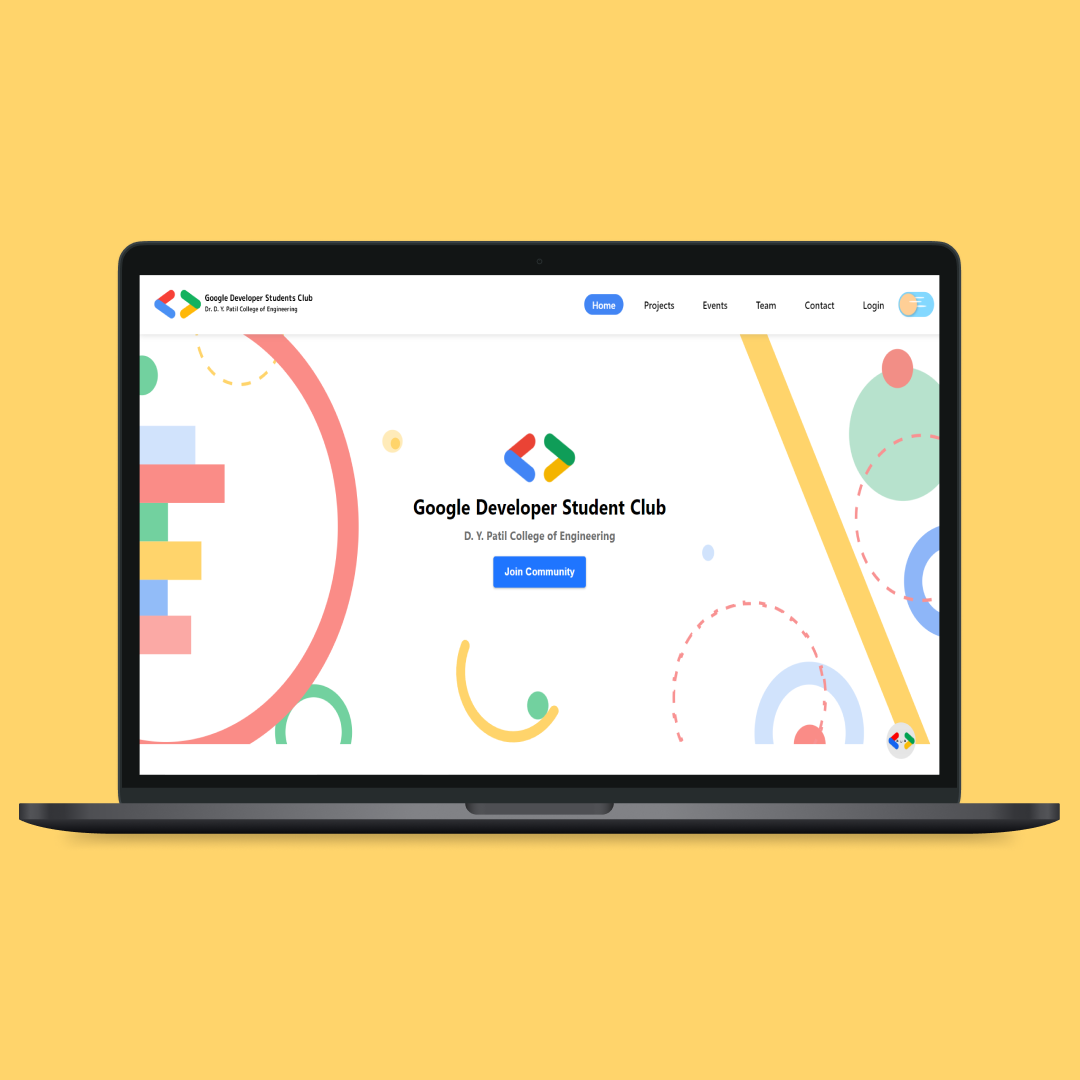 Google Developer Students Club
Dr. D. Y. Patil College of Engineering
Home Projects Events Team Contact Login
Google Developer Student Club
D. Y. Patil College of Engineering
Join Community